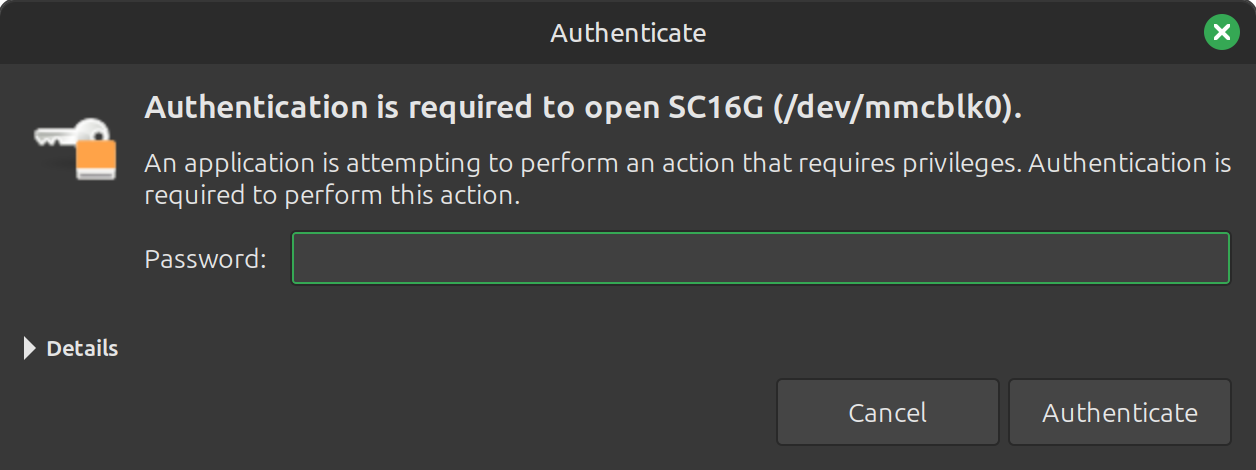 Authenticate
Authentication is required to open SC16G (/dev/mmcblk0).
An application is attempting to perform an action that requires privileges. Authentication is
required to perform this action.
Password:
Details
Cancel
Authenticate